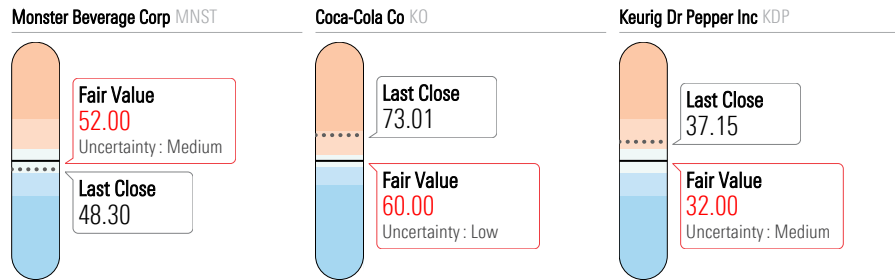 Monster Beverage Corp MNST
Fair Value
52.00
Uncertainty : Medium
Last Close
48.30
Coca-Cola Co KO
Last Close
73.01
Fair Value
60.00
Uncertainty : Low
Keurig Dr Pepper Inc KDP
Last Close
37.15
Fair Value
32.00
Uncertainty : Medium